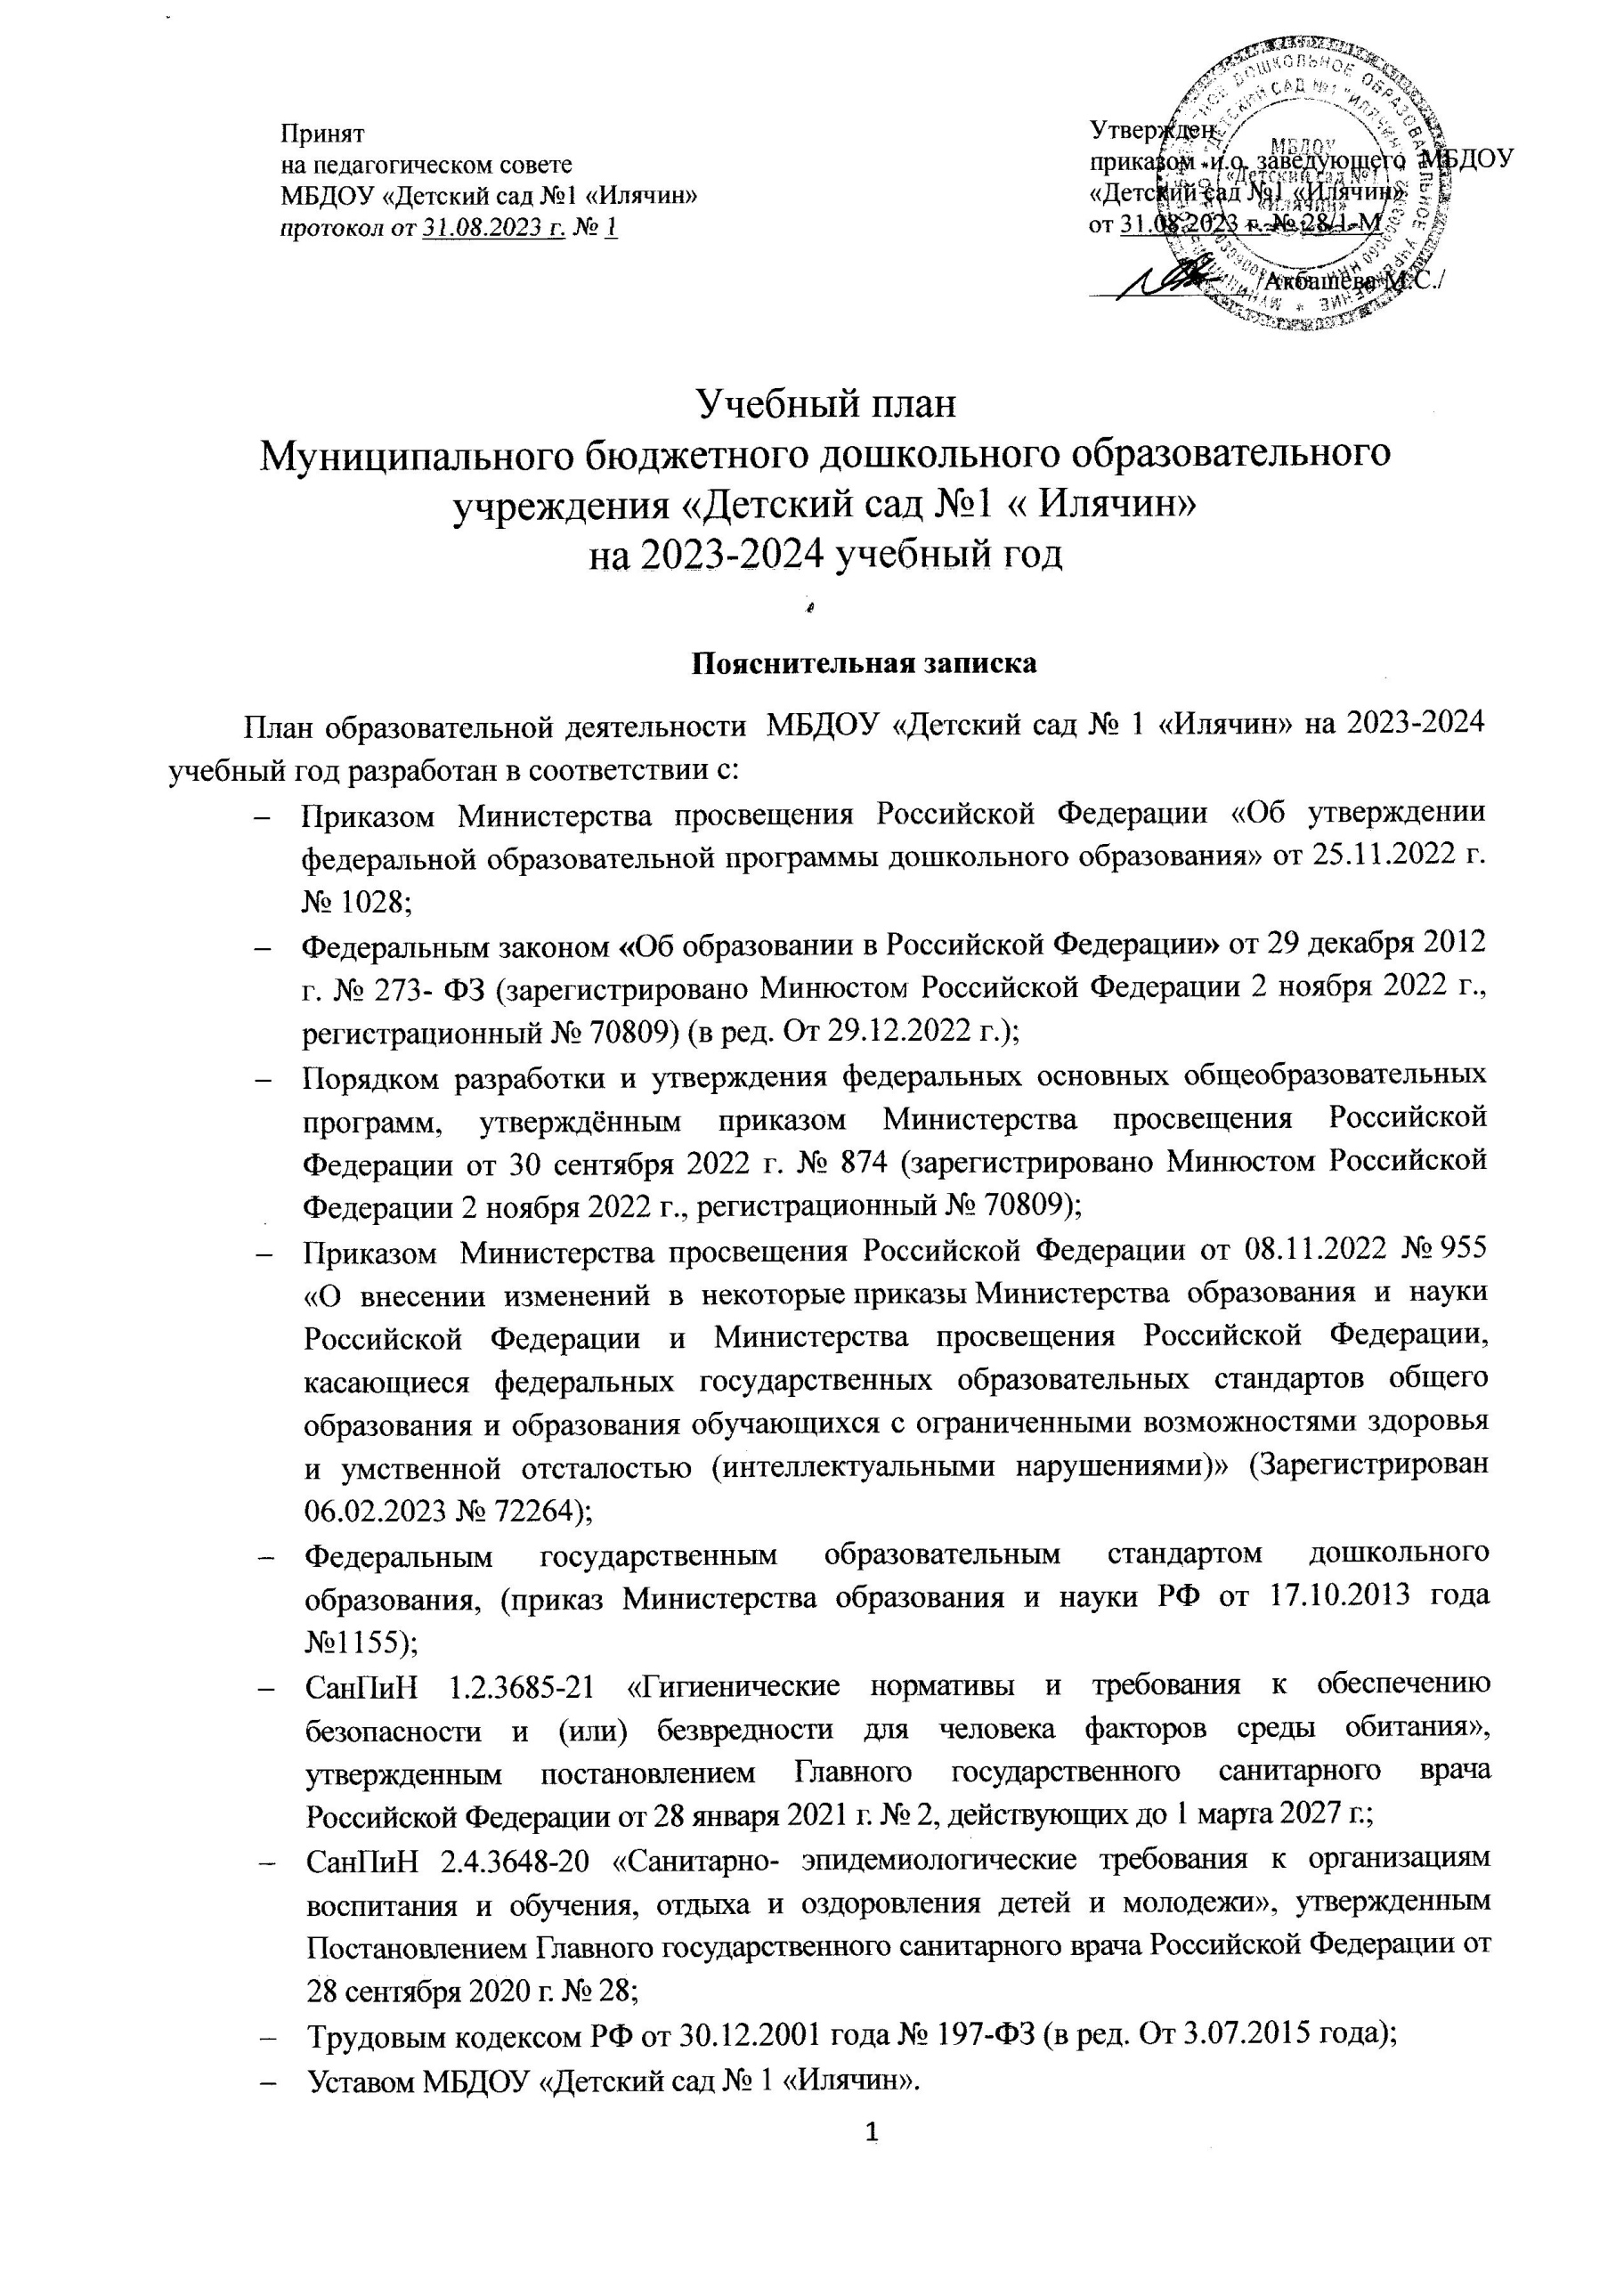 Принят
на педагогическом совете
МБДОУ «Детский сад №1 «Илячин»
протокол от 31.08.2023 г. № 1
Утвержден
приказом и.о. заведующего МБДОУ
«Детский сад №1 «Илячин»
от 31.08.2023 г. № 28/1-М
/Акбашева М.С./
МБДОУ
«Детский сад №1
«Илячин»
Учебный план
Муниципального бюджетного дошкольного образовательного
учреждения «Детский сад №1 « Илячин»
на 2023-2024 учебный год
Пояснительная записка
План образовательной деятельности МБДОУ «Детский сад № 1 «Илячин» на 2023-2024
учебный год разработан в соответствии с:
– Приказом Министерства просвещения Российской Федерации «Об утверждении
федеральной образовательной программы дошкольного образования» от 25.11.2022 г.
№ 1028;
– Федеральным законом «Об образовании в Российской Федерации» от 29 декабря 2012
г. № 273- ФЗ (зарегистрировано Минюстом Российской Федерации 2 ноября 2022 г.,
регистрационный № 70809) (в ред. От 29.12.2022 г.);
– Порядком разработки и утверждения федеральных основных общеобразовательных
программ, утверждённым приказом Министерства просвещения Российской
Федерации от 30 сентября 2022 г. № 874 (зарегистрировано Минюстом Российской
Федерации 2 ноября 2022 г., регистрационный № 70809);
– Приказом Министерства просвещения Российской Федерации от 08.11.2022 № 955
«О внесении изменений в некоторые приказы Министерства образования и науки
Российской Федерации и Министерства просвещения Российской Федерации,
касающиеся федеральных государственных образовательных стандартов общего
образования и образования обучающихся с ограниченными возможностями здоровья
и умственной отсталостью (интеллектуальными нарушениями)» (Зарегистрирован
06.02.2023 № 72264);
– Федеральным государственным образовательным стандартом дошкольного
образования, (приказ Министерства образования и науки РФ от 17.10.2013 года
№1155);
– СанПиН 1.2.3685-21 «Гигиенические нормативы и требования к обеспечению
безопасности и (или) безвредности для человека факторов среды обитания»,
утвержденным постановлением Главного государственного санитарного врача
Российской Федерации от 28 января 2021 г. № 2, действующих до 1 марта 2027 г.;
– СанПиН 2.4.3648-20 «Санитарно- эпидемиологические требования к организациям
воспитания и обучения, отдыха и оздоровления детей и молодежи», утвержденным
Постановлением Главного государственного санитарного врача Российской Федерации от
28 сентября 2020 г. № 28;
– Трудовым кодексом РФ от 30.12.2001 года № 197-ФЗ (в ред. От 3.07.2015 года);
– Уставом МБДОУ «Детский сад № 1 «Илячин».
1